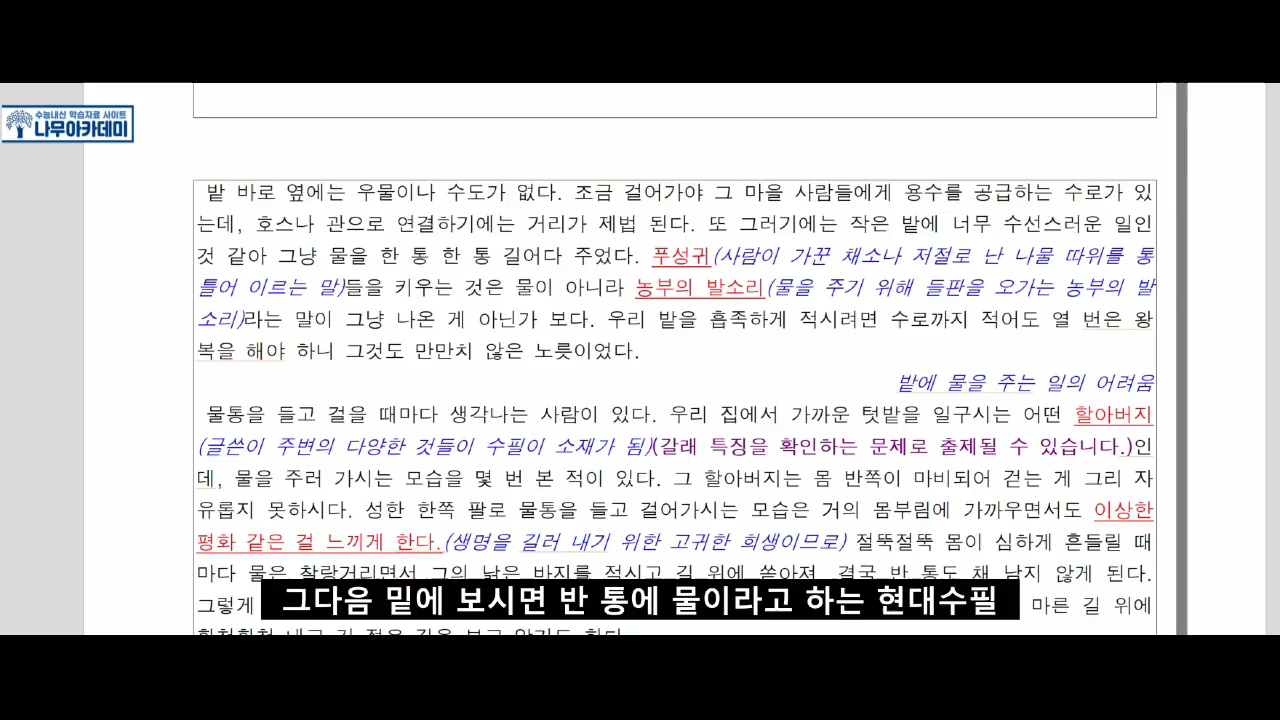 수능내신 학습자료 사이트
나무아카데미
밭 바로 옆에는 우물이나 수도가 없다. 조금 걸어가야 그 마을 사람들에게 용수를 공급하는 수로가 있
는데, 호스나 관으로 연결하기에는 거리가 제법 된다. 또 그러기에는 작은 밭에 너무 수선스러운 일인
것 같아 그냥 물을 한 통 한 통 길어다 주었다. 푸성귀(사람이 가꾼 채소나 저절로 난 나물 따위를 통
틀어 이르는 말)들을 키우는 것은 물이 아니라 농부의 발소리(물을 주기 위해 들판을 오가는 농부의 발
소리)라는 말이 그냥 나온 게 아닌가 보다. 우리 밭을 흡족하게 적시려면 수로까지 적어도 열 번은 왕
복을 해야 하니 그것도 만만치 않은 노릇이었다.
밭에 물을 주는 일의 어려움
물통을 들고 걸을 때마다 생각나는 사람이 있다. 우리 집에서 가까운 텃밭을 일구시는 어떤 할아버지
(글쓴이 주변의 다양한 것들이 수필이 소재가 됨)(갈래 특징을 확인하는 문제로 출제될 수 있습니다.)인
데, 물을 주러 가시는 모습을 몇 번 본 적이 있다. 그 할아버지는 몸 반쪽이 마비되어 걷는 게 그리 자
유롭지 못하시다. 성한 한쪽 팔로 물통을 들고 걸어가시는 모습은 거의 몸부림에 가까우면서도 이상한
평화 같은 걸 느끼게 한다.(생명을 길러 내기 위한 고귀한 희생이므로) 절뚝절뚝 몸이 심하게 흔들릴 때
마다 물은 찰랑거리면서 그의 낡은 바지를 적시고 길 위에 쏟아져, 결국 반 통도 채 남지 않게 된다.
그렇게 마른 길 위에
그다음 밑에 보시면 반 통에 물이라고 하는 현대수필